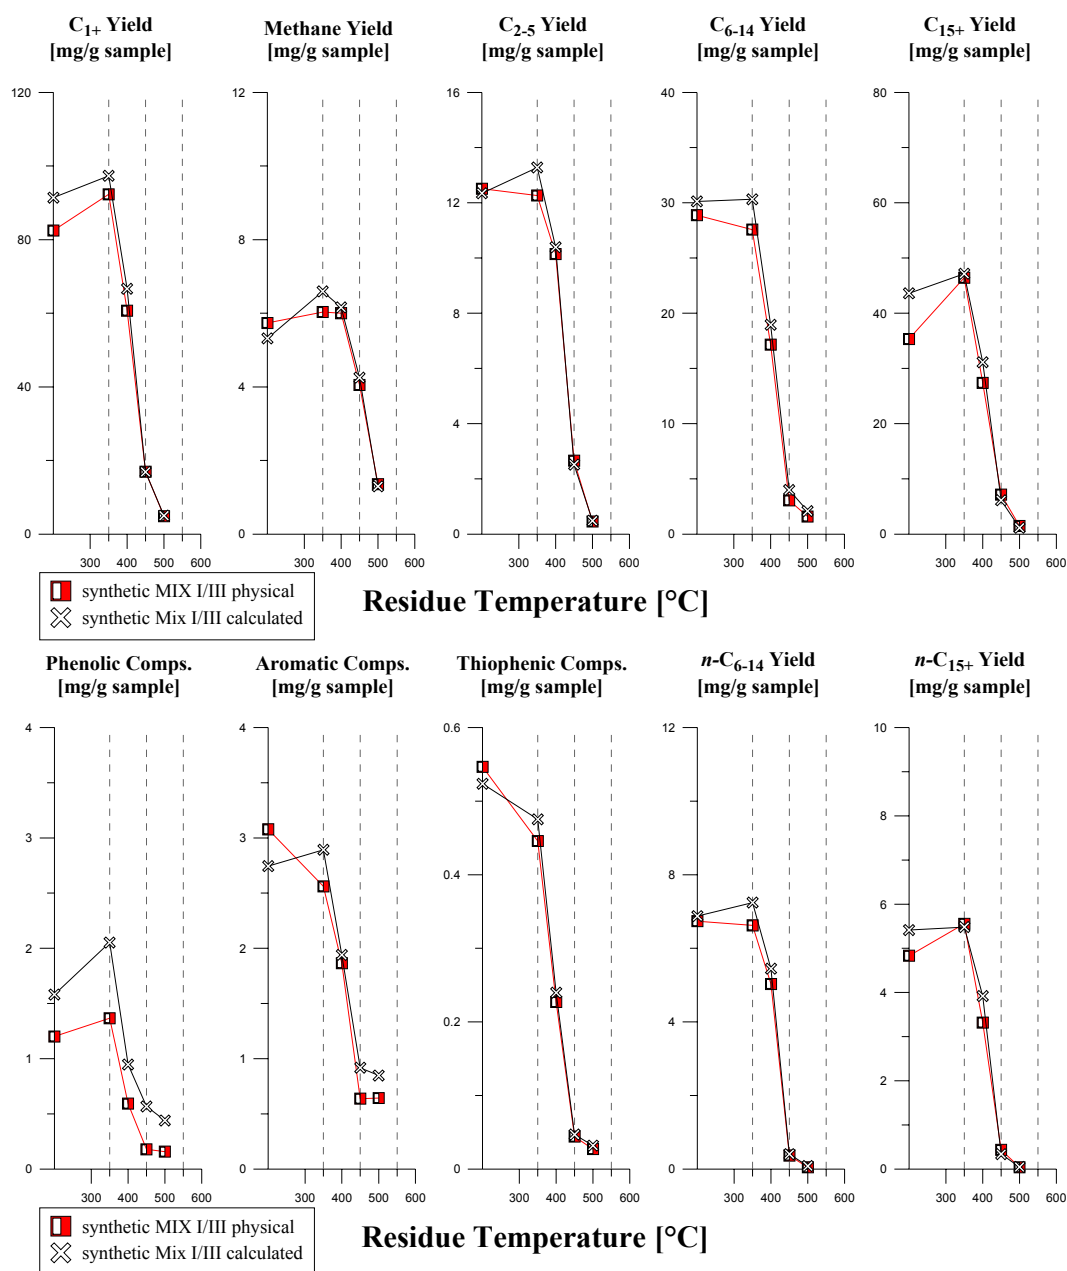 C1+ Yield
[mg/g sample]
Methane Yield
[mg/g sample]
C2-5 Yield
[mg/g sample]
C6-14 Yield
[mg/g sample]
C15+ Yield
[mg/g sample]
120
80
40
0
300 400 500 600
12
8
4
0
300 400 500 600
16
12
8
4
0
300 400 500 600
40
30
20
10
0
300 400 500 600
80
60
40
20
0
300 400 500 600
synthetic MIX I/III physical
synthetic Mix I/III calculated
Residue Temperature [°C]
Phenolic Comps.
[mg/g sample]
Aromatic Comps.
[mg/g sample]
Thiophenic Comps.
[mg/g sample]
n-C6-14 Yield
[mg/g sample]
n-C15+ Yield
[mg/g sample]
4
3
2
1
0
300 400 500 600
4
3
2
1
0
300 400 500 600
0.6
0.4
0.2
0
300 400 500 600
12
8
4
0
300 400 500 600
10
8
6
4
2
0
300 400 500 600
synthetic MIX I/III physical
synthetic Mix I/III calculated
Residue Temperature [°C]